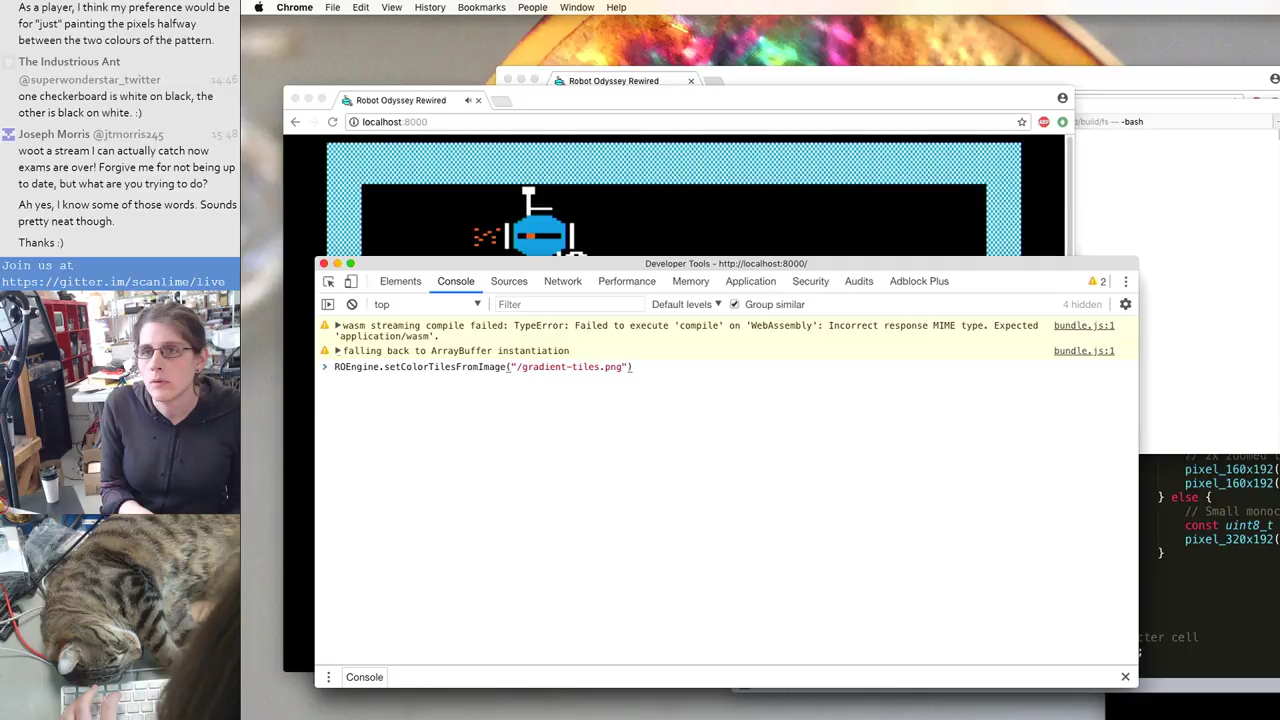 As a player, I think my preference would be
for "just" painting the pixels halfway
between the two colours of the pattern.
The Industrious Ant
@superwonderstar_twitter 14:46
one checkerboard is white on black, the
other is black on white. :)
Joseph Morris @jtmorris245 15:48
woot a stream I can actually catch now
exams are over! Forgive me for not being up
to date, but what are you trying to do?
Ah yes, I know some of those words. Sounds
pretty neat though.
Thanks :)
Join us at
https://gitter.im/scanlime/live
Chrome File Edit View History Bookmarks People Window Help
Robot Odyssey Rewired
Robot Odyssey Rewired
localhost:8000
d/build/fs — -bash
Developer Tools - http://localhost:8000/
Elements Console Sources Network Performance Memory Application Security Audits Adblock Plus 2
top Filter Default levels Group similar 4 hidden
wasm streaming compile failed: TypeError: Failed to execute 'compile' on 'WebAssembly': Incorrect response MIME type. Expected bundle.js:1
'application/wasm'.
falling back to ArrayBuffer instantiation bundle.js:1
> ROEngine.setColorTilesFromImage("/gradient-tiles.png")
// 2x zoomed
pixel_160x192(
pixel_160x192(
} else {
// Small monoc
const uint8_t
pixel_320x192(
}
cter cell
;
Console